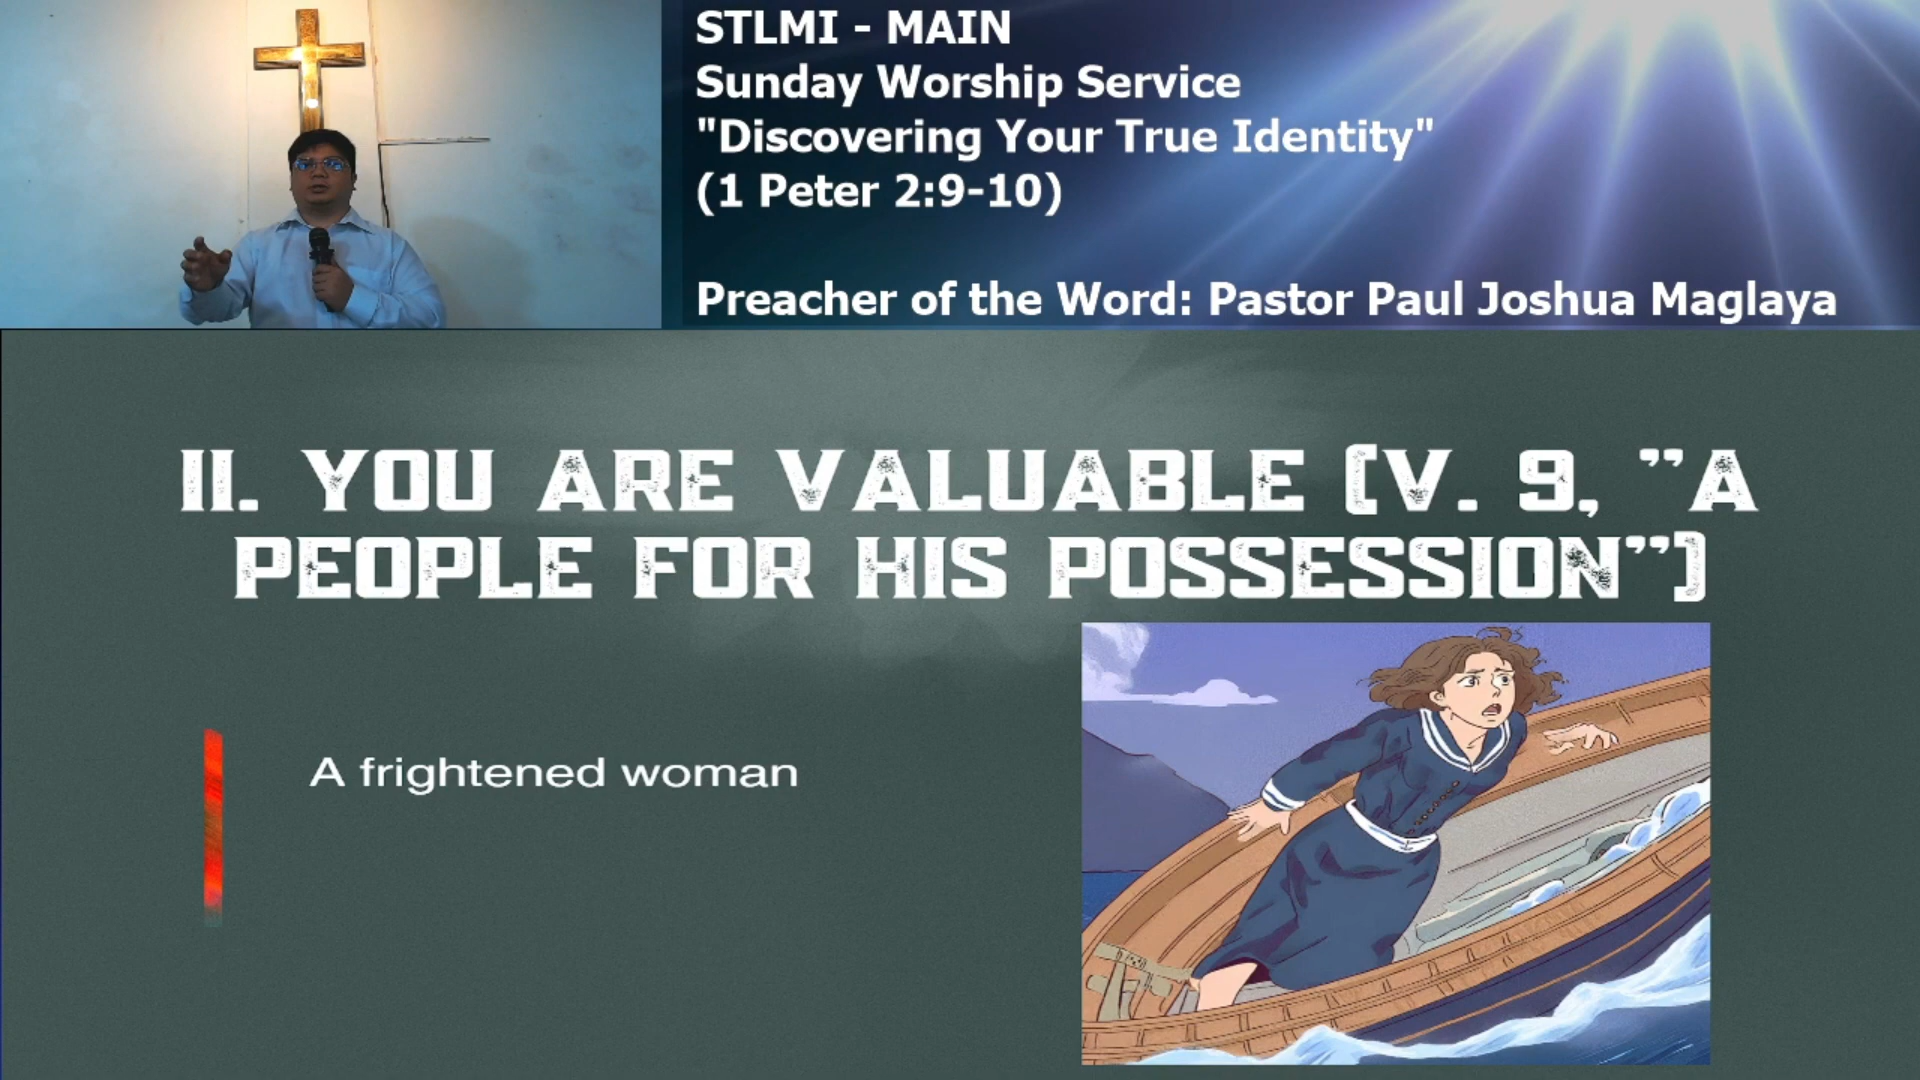 STLMI - MAIN
Sunday Worship Service
"Discovering Your True Identity"
(1 Peter 2:9-10)
Preacher of the Word: Pastor Paul Joshua Maglaya
II. YOU ARE VALUABLE (V. 9, ”A
PEOPLE FOR HIS POSSESSION”)
A frightened woman